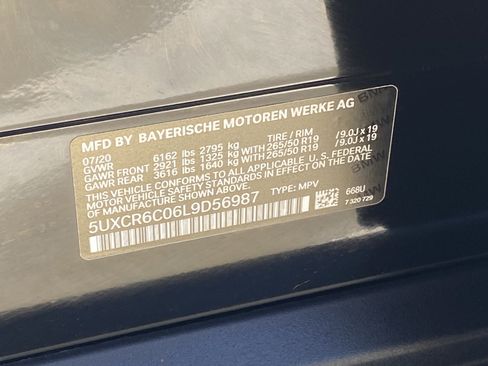 MFD BY BAYERISCHE MOTOREN WERKE AG
07/20 TIRE / RIM
GVWR 6162 lbs 2795 kg
GAWR FRONT 2921 lbs 1325 kg with 265/50 R19 / 9.0J x 19
GAWR REAR 3616 lbs 1640 kg with 265/50 R19 / 9.0J x 19
THIS VEHICLE CONFORMS TO ALL APPLICABLE U.S. FEDERAL
MOTOR VEHICLE SAFETY STANDARDS IN EFFECT ON THE DATE
OF MANUFACTURE SHOWN ABOVE.
5UXCR6C06L9D56987 TYPE: MPV 668U
7 320 729
BMW
BMW
BMW